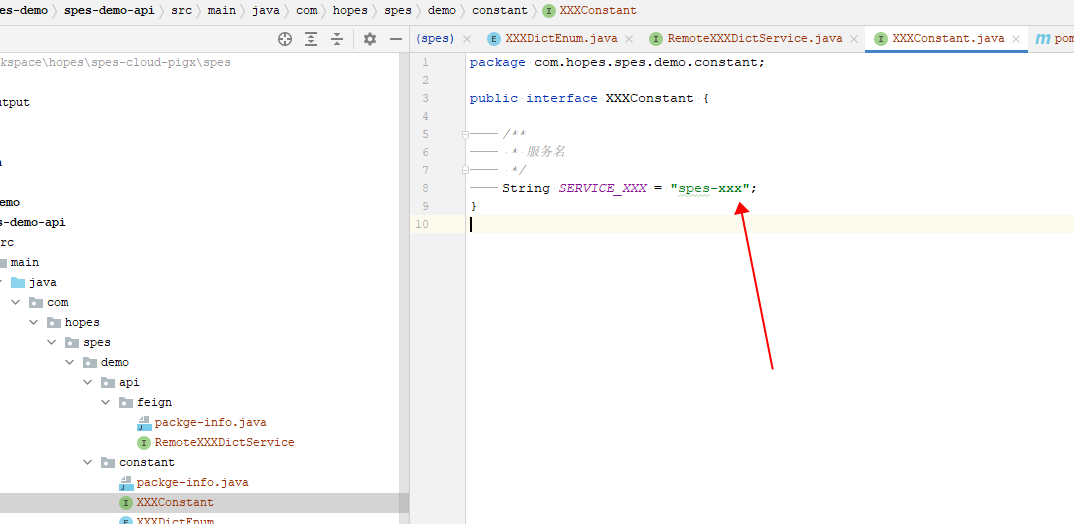 es-demo spes-demo-api src main java com hopes spes demo constant I XXXConstant
(spes) E XXXDictEnum.java I RemoteXXXDictService.java I XXXConstant.java m pom
kspace\hopes\spes-cloud-pigx\spes
utput
emo
s-demo-api
rc
main
java
com
hopes
spes
demo
api
feign
packge-info.java
I RemoteXXXDictService
constant
packge-info.java
I XXXConstant
E XXXDictEnum
1 package com.hopes.spes.demo.constant;
2
3 public interface XXXConstant {
4
5 /**
6 * 服务名
7 */
8 String SERVICE_XXX = "spes-xxx";
9 }
10